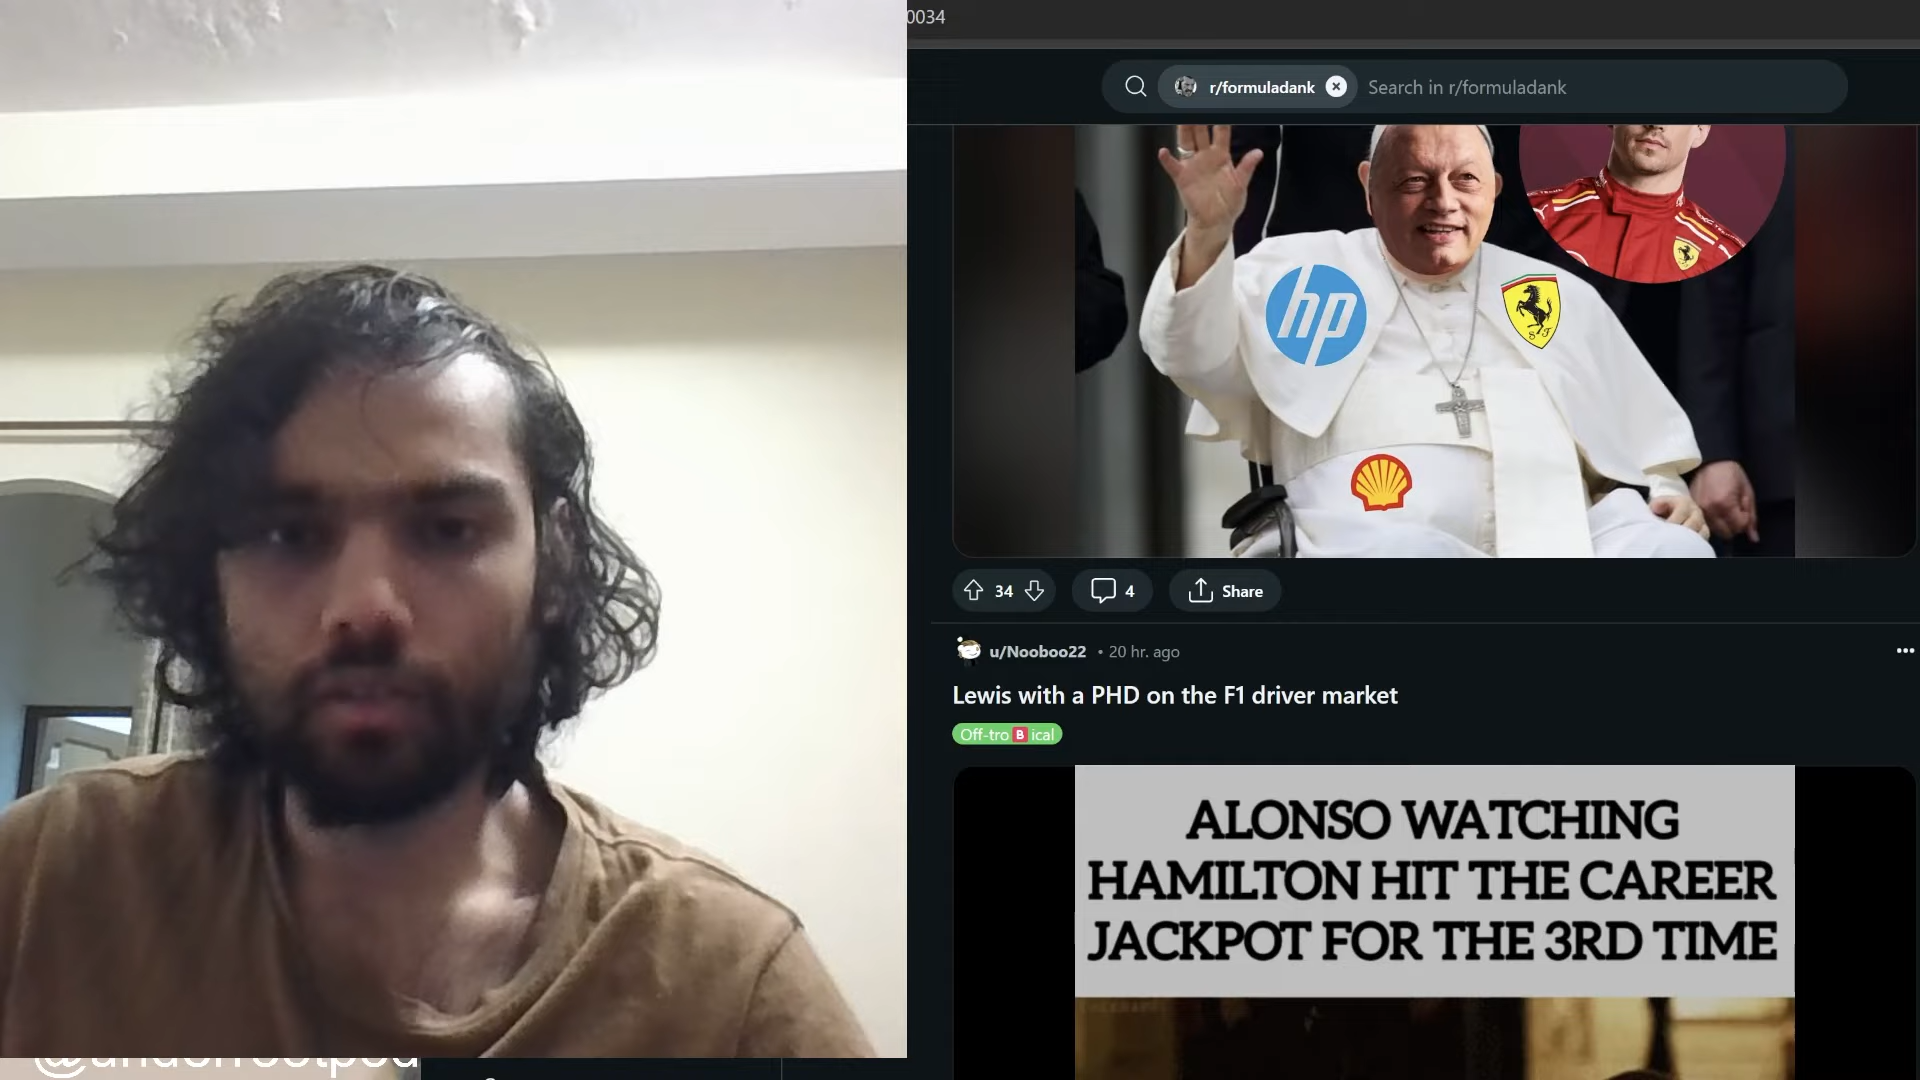 0034
r/formuladank
Search in r/formuladank
hp
S F
34
4
Share
u/Nooboo22 • 20 hr. ago
Lewis with a PHD on the F1 driver market
Off-tro B ical
ALONSO WATCHING
HAMILTON HIT THE CAREER
JACKPOT FOR THE 3RD TIME